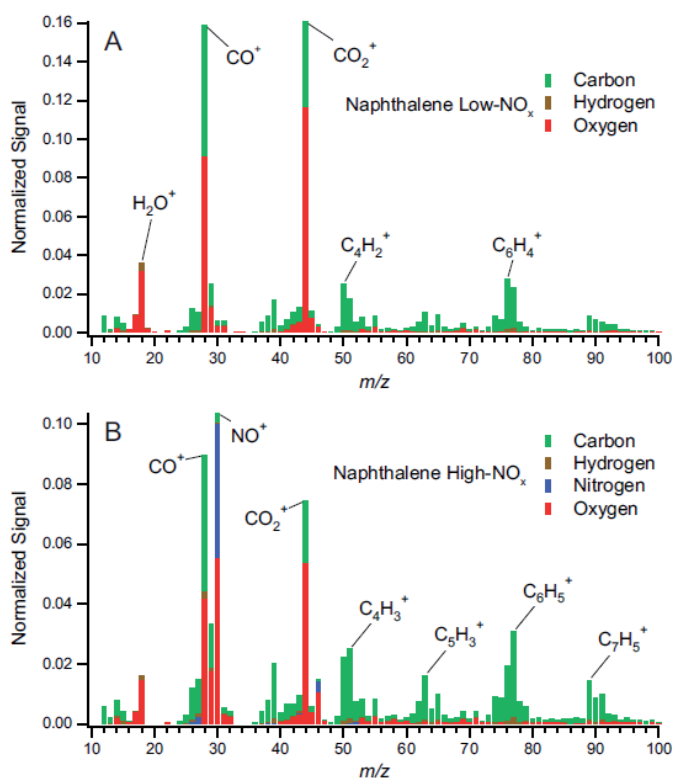 A
0.16
0.14
0.12
0.10
0.08
0.06
0.04
0.02
0.00
Normalized Signal
CO⁺
CO₂⁺
H₂O⁺
C₄H₂⁺
C₆H₄⁺
Naphthalene Low-NOₓ
Carbon
Hydrogen
Oxygen
10 20 30 40 50 60 70 80 90 100
m/z
B
0.10
0.08
0.06
0.04
0.02
0.00
Normalized Signal
CO⁺
NO⁺
CO₂⁺
C₄H₃⁺
C₅H₃⁺
C₆H₅⁺
C₇H₅⁺
Naphthalene High-NOₓ
Carbon
Hydrogen
Nitrogen
Oxygen
10 20 30 40 50 60 70 80 90 100
m/z